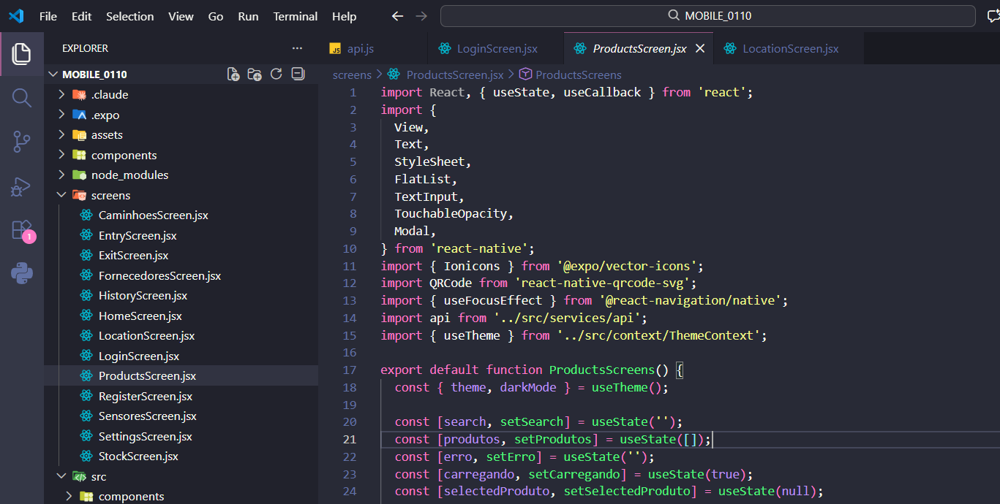 File Edit Selection View Go Run Terminal Help
MOBILE_0110
EXPLORER
MOBILE_0110
.claude
.expo
assets
components
node_modules
screens
CaminhoesScreen.jsx
EntryScreen.jsx
ExitScreen.jsx
FornecedoresScreen.jsx
HistoryScreen.jsx
HomeScreen.jsx
LocationScreen.jsx
LoginScreen.jsx
ProductsScreen.jsx
RegisterScreen.jsx
SensoresScreen.jsx
SettingsScreen.jsx
StockScreen.jsx
src
components
1
JS api.js LoginScreen.jsx ProductsScreen.jsx LocationScreen.jsx
screens > ProductsScreen.jsx > ProductsScreens
1 import React, { useState, useCallback } from 'react';
2 import {
3 View,
4 Text,
5 StyleSheet,
6 FlatList,
7 TextInput,
8 TouchableOpacity,
9 Modal,
10 } from 'react-native';
11 import { Ionicons } from '@expo/vector-icons';
12 import QRCode from 'react-native-qrcode-svg';
13 import { useFocusEffect } from '@react-navigation/native';
14 import api from '../src/services/api';
15 import { useTheme } from '../src/context/ThemeContext';
16
17 export default function ProductsScreens() {
18 const { theme, darkMode } = useTheme();
19
20 const [search, setSearch] = useState('');
21 const [produtos, setProdutos] = useState([]);
22 const [erro, setErro] = useState('');
23 const [carregando, setCarregando] = useState(true);
24 const [selectedProduto, setSelectedProduto] = useState(null);